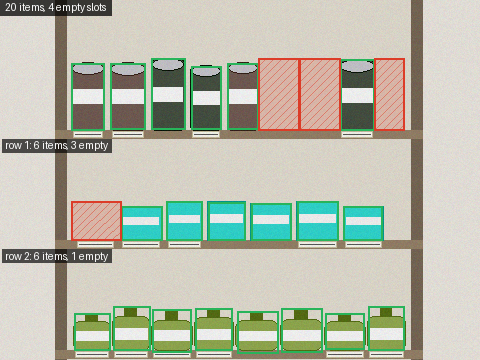 20 items, 4 empty slots
row 1: 6 items, 3 empty
row 2: 6 items, 1 empty